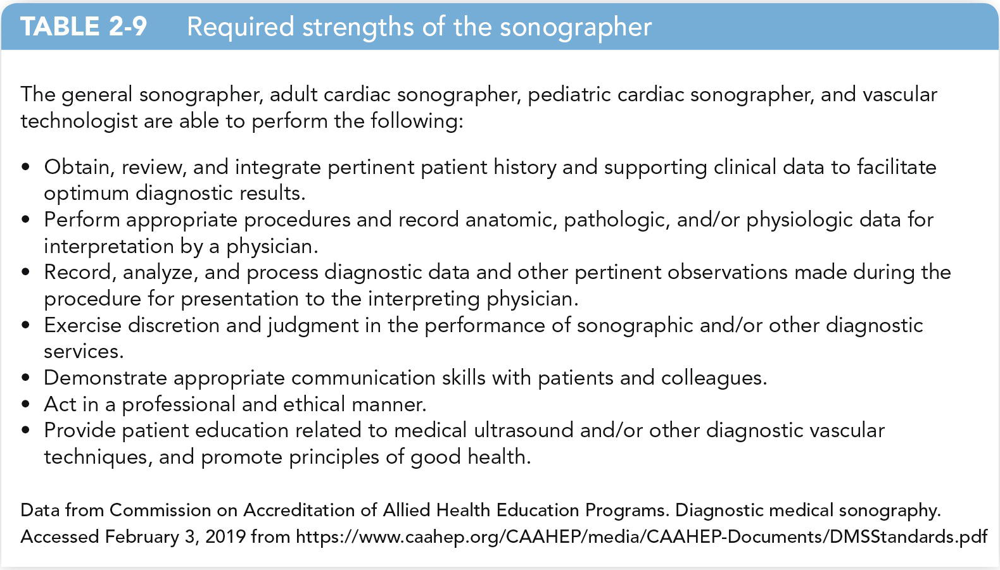 TABLE 2-9 Required strengths of the sonographer
The general sonographer, adult cardiac sonographer, pediatric cardiac sonographer, and vascular
technologist are able to perform the following:
• Obtain, review, and integrate pertinent patient history and supporting clinical data to facilitate
optimum diagnostic results.
• Perform appropriate procedures and record anatomic, pathologic, and/or physiologic data for
interpretation by a physician.
• Record, analyze, and process diagnostic data and other pertinent observations made during the
procedure for presentation to the interpreting physician.
• Exercise discretion and judgment in the performance of sonographic and/or other diagnostic
services.
• Demonstrate appropriate communication skills with patients and colleagues.
• Act in a professional and ethical manner.
• Provide patient education related to medical ultrasound and/or other diagnostic vascular
techniques, and promote principles of good health.
Data from Commission on Accreditation of Allied Health Education Programs. Diagnostic medical sonography.
Accessed February 3, 2019 from https://www.caahep.org/CAAHEP/media/CAAHEP-Documents/DMSStandards.pdf